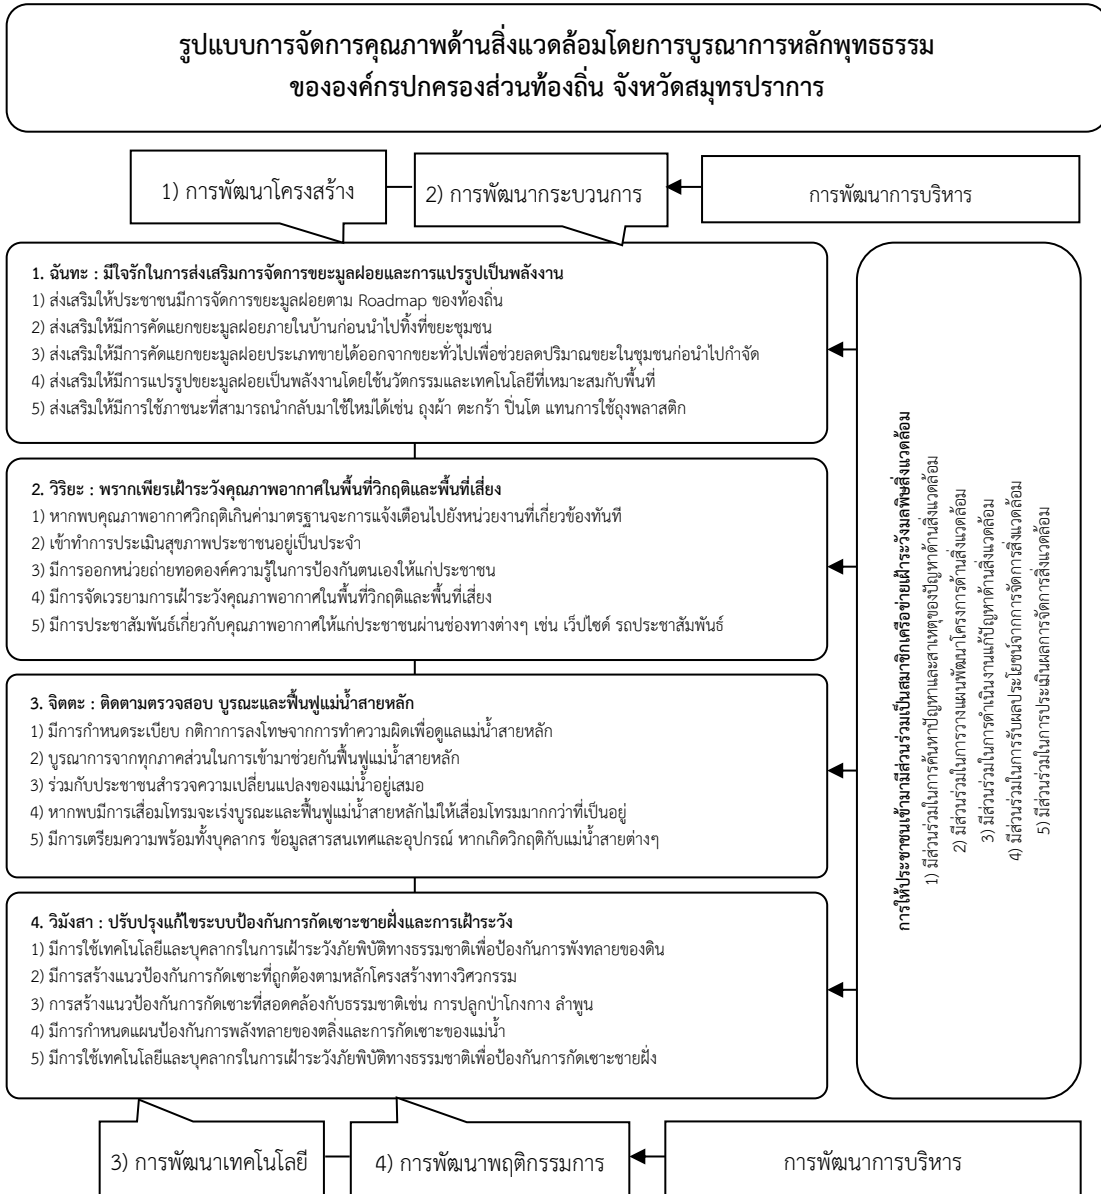 รูปแบบการจัดการคุณภาพด้านสิ่งแวดล้อมโดยการบูรณาการหลักพุทธธรรม
ขององค์กรปกครองส่วนท้องถิ่น จังหวัดสมุทรปราการ
1) การพัฒนาโครงสร้าง
2) การพัฒนากระบวนการ
การพัฒนาการบริหาร
1. ฉันทะ : มีใจรักในการส่งเสริมการจัดการขยะมูลฝอยและการแปรรูปเป็นพลังงาน
1) ส่งเสริมให้ประชาชนมีการจัดการขยะมูลฝอยตาม Roadmap ของท้องถิ่น
2) ส่งเสริมให้มีการคัดแยกขยะมูลฝอยภายในบ้านก่อนนำไปทิ้งที่ขยะชุมชน
3) ส่งเสริมให้มีการคัดแยกขยะมูลฝอยประเภทขายได้ออกจากขยะทั่วไปเพื่อช่วยลดปริมาณขยะในชุมชนก่อนำไปกำจัด
4) ส่งเสริมให้มีการแปรรูปขยะมูลฝอยเป็นพลังงานโดยใช้นวัตกรรมและเทคโนโลยีที่เหมาะสมกับพื้นที่
5) ส่งเสริมให้มีการใช้ภาชนะที่สามารถนำกลับมาใช้ใหม่ได้เช่น ถุงผ้า ตะกร้า ปิ่นโต แทนการใช้ถุงพลาสติก
2. วิริยะ : พรากเพียรเฝ้าระวังคุณภาพอากาศในพื้นที่วิกฤติและพื้นที่เสี่ยง
1) หากพบคุณภาพอากาศวิกฤติเกินค่ามาตรฐานจะการแจ้งเตือนไปยังหน่วยงานที่เกี่ยวข้องทันที
2) เข้าทำการประเมินสุขภาพประชาชนอยู่เป็นประจำ
3) มีการออกหน่วยถ่ายทอดองค์ความรู้ในการป้องกันตนเองให้แก่ประชาชน
4) มีการจัดเวรยามการเฝ้าระวังคุณภาพอากาศในพื้นที่วิกฤติและพื้นที่เสี่ยง
5) มีการประชาสัมพันธ์เกี่ยวกับคุณภาพอากาศให้แก่ประชาชนผ่านช่องทางต่างๆ เช่น เว็ปไซด์ รถประชาสัมพันธ์
3. จิตตะ : ติดตามตรวจสอบ บูรณะและฟื้นฟูแม่น้ำสายหลัก
1) มีการกำหนดระเบียบ กติกาการลงโทษจากการทำความผิดเพื่อดูแลแม่น้ำสายหลัก
2) บูรณาการจากทุกภาคส่วนในการเข้ามาช่วยกันฟื้นฟูแม่น้ำสายหลัก
3) ร่วมกับประชาชนสำรวจความเปลี่ยนแปลงของแม่น้ำอยู่เสมอ
4) หากพบมีการเสื่อมโทรมจะเร่งบูรณะและฟื้นฟูแม่น้ำสายหลักไม่ให้เสื่อมโทรมมากกว่าที่เป็นอยู่
5) มีการเตรียมความพร้อมทั้งบุคลากร ข้อมูลสารสนเทศและอุปกรณ์ หากเกิดวิกฤติกับแม่น้ำสายต่างๆ
4. วิมังสา : ปรับปรุงแก้ไขระบบป้องกันการกัดเซาะชายฝั่งและการเฝ้าระวัง
1) มีการใช้เทคโนโลยีและบุคลากรในการเฝ้าระวังภัยพิบัติทางธรรมชาติเพื่อป้องกันการพังทลายของดิน
2) มีการสร้างแนวป้องกันการกัดเซาะที่ถูกต้องตามหลักโครงสร้างทางวิศวกรรม
3) การสร้างแนวป้องกันการกัดเซาะที่สอดคล้องกับธรรมชาติเช่น การปลูกป่าโกงกาง ลำพูน
4) มีการกำหนดแผนป้องกันการพลังทลายของตลิ่งและการกัดเซาะของแม่น้ำ
5) มีการใช้เทคโนโลยีและบุคลากรในการเฝ้าระวังภัยพิบัติทางธรรมชาติเพื่อป้องกันการกัดเซาะชายฝั่ง
การให้ประชาชนเข้ามามีส่วนร่วมเป็นสมาชิกเครือข่ายเฝ้าระวังมลพิษสิ่งแวดล้อม
1) มีส่วนร่วมในการค้นหาปัญหาและสาเหตุของปัญหาด้านสิ่งแวดล้อม
2) มีส่วนร่วมในการวางแผนพัฒนาโครงการด้านสิ่งแวดล้อม
3) มีส่วนร่วมในการดำเนินงานแก้ปัญหาด้านสิ่งแวดล้อม
4) มีส่วนร่วมในการรับผลประโยชน์จากการจัดการสิ่งแวดล้อม
5) มีส่วนร่วมในการประเมินผลการจัดการสิ่งแวดล้อม
3) การพัฒนาเทคโนโลยี
4) การพัฒนาพฤติกรรมการ
การพัฒนาการบริหาร